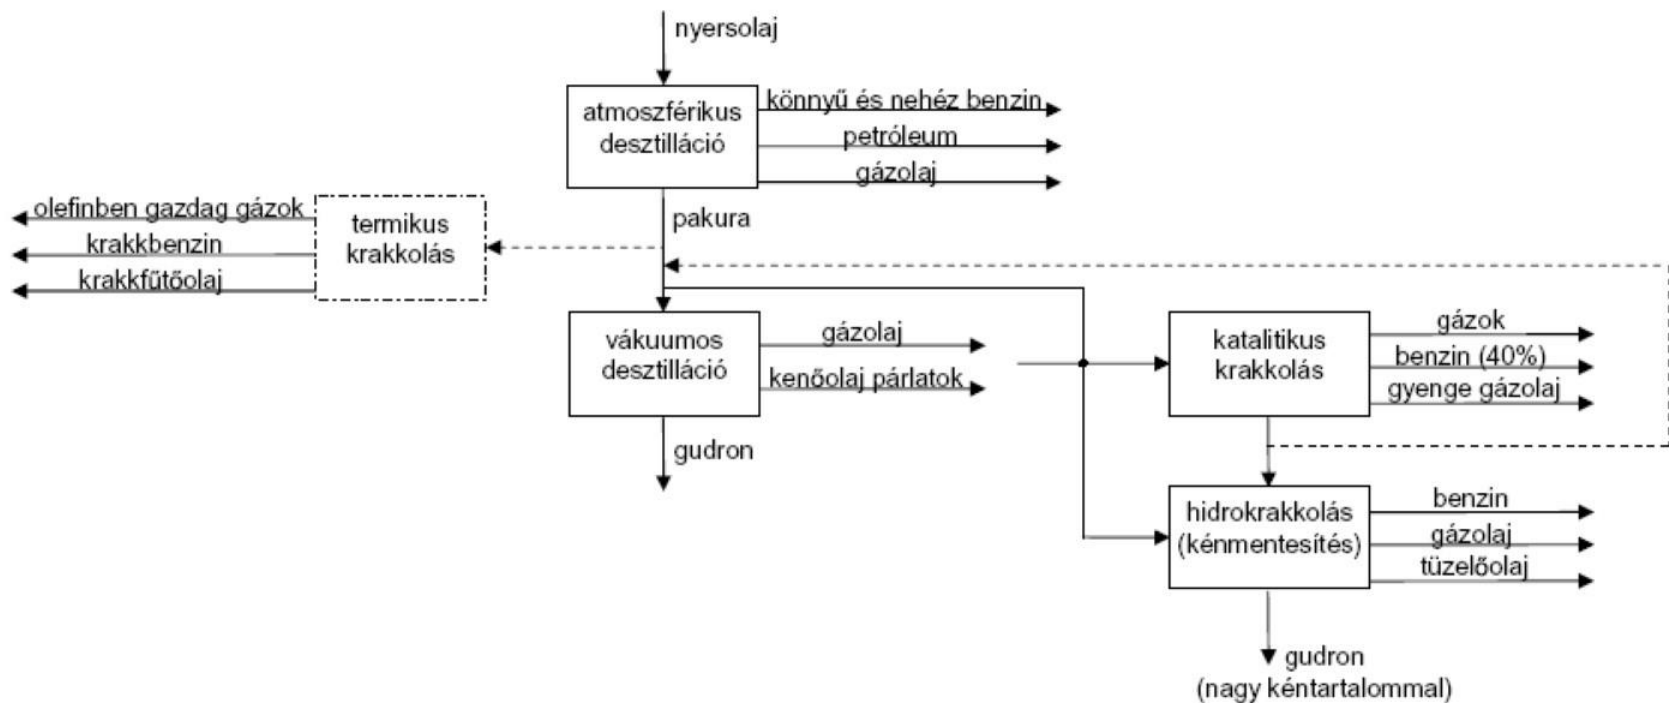 nyersolaj
atmoszférikus
desztilláció
könnyű és nehéz benzin
petróleum
gázolaj
olefinben gazdag gázok
krakkbenzin
krakkfűtőolaj
termikus
krakkolás
pakura
vákuumos
desztilláció
gázolaj
kenőolaj párlatok
gudron
katalitikus
krakkolás
gázok
benzin (40%)
gyenge gázolaj
hidrokrakkolás
(kénmentesítés)
benzin
gázolaj
tüzelőolaj
gudron
(nagy kéntartalommal)